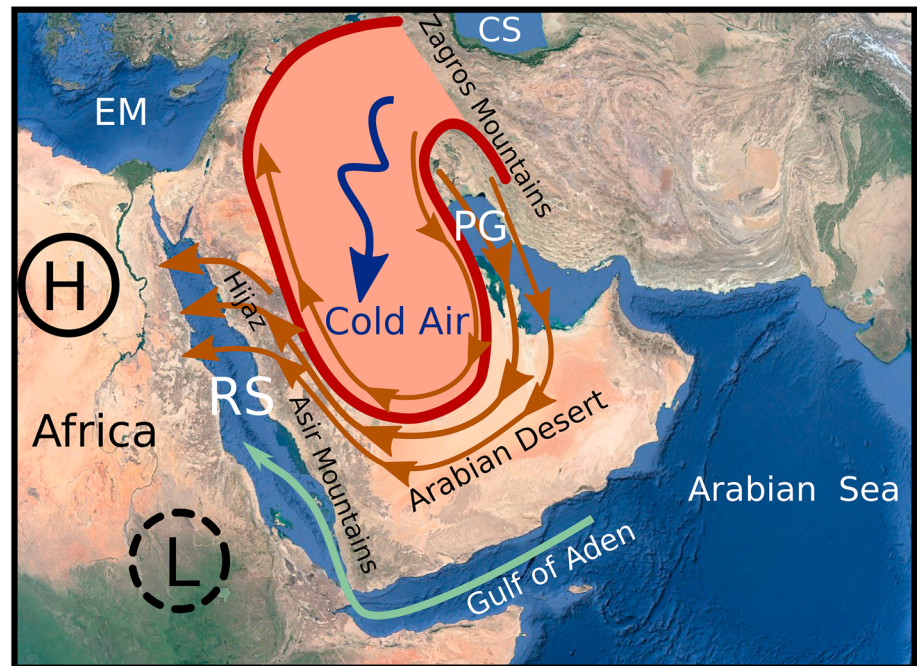 CS
Zagros Mountains
EM
PG
H
Hijaz
Cold Air
RS
Africa
Asir Mountains
Arabian Desert
Arabian Sea
L
Gulf of Aden